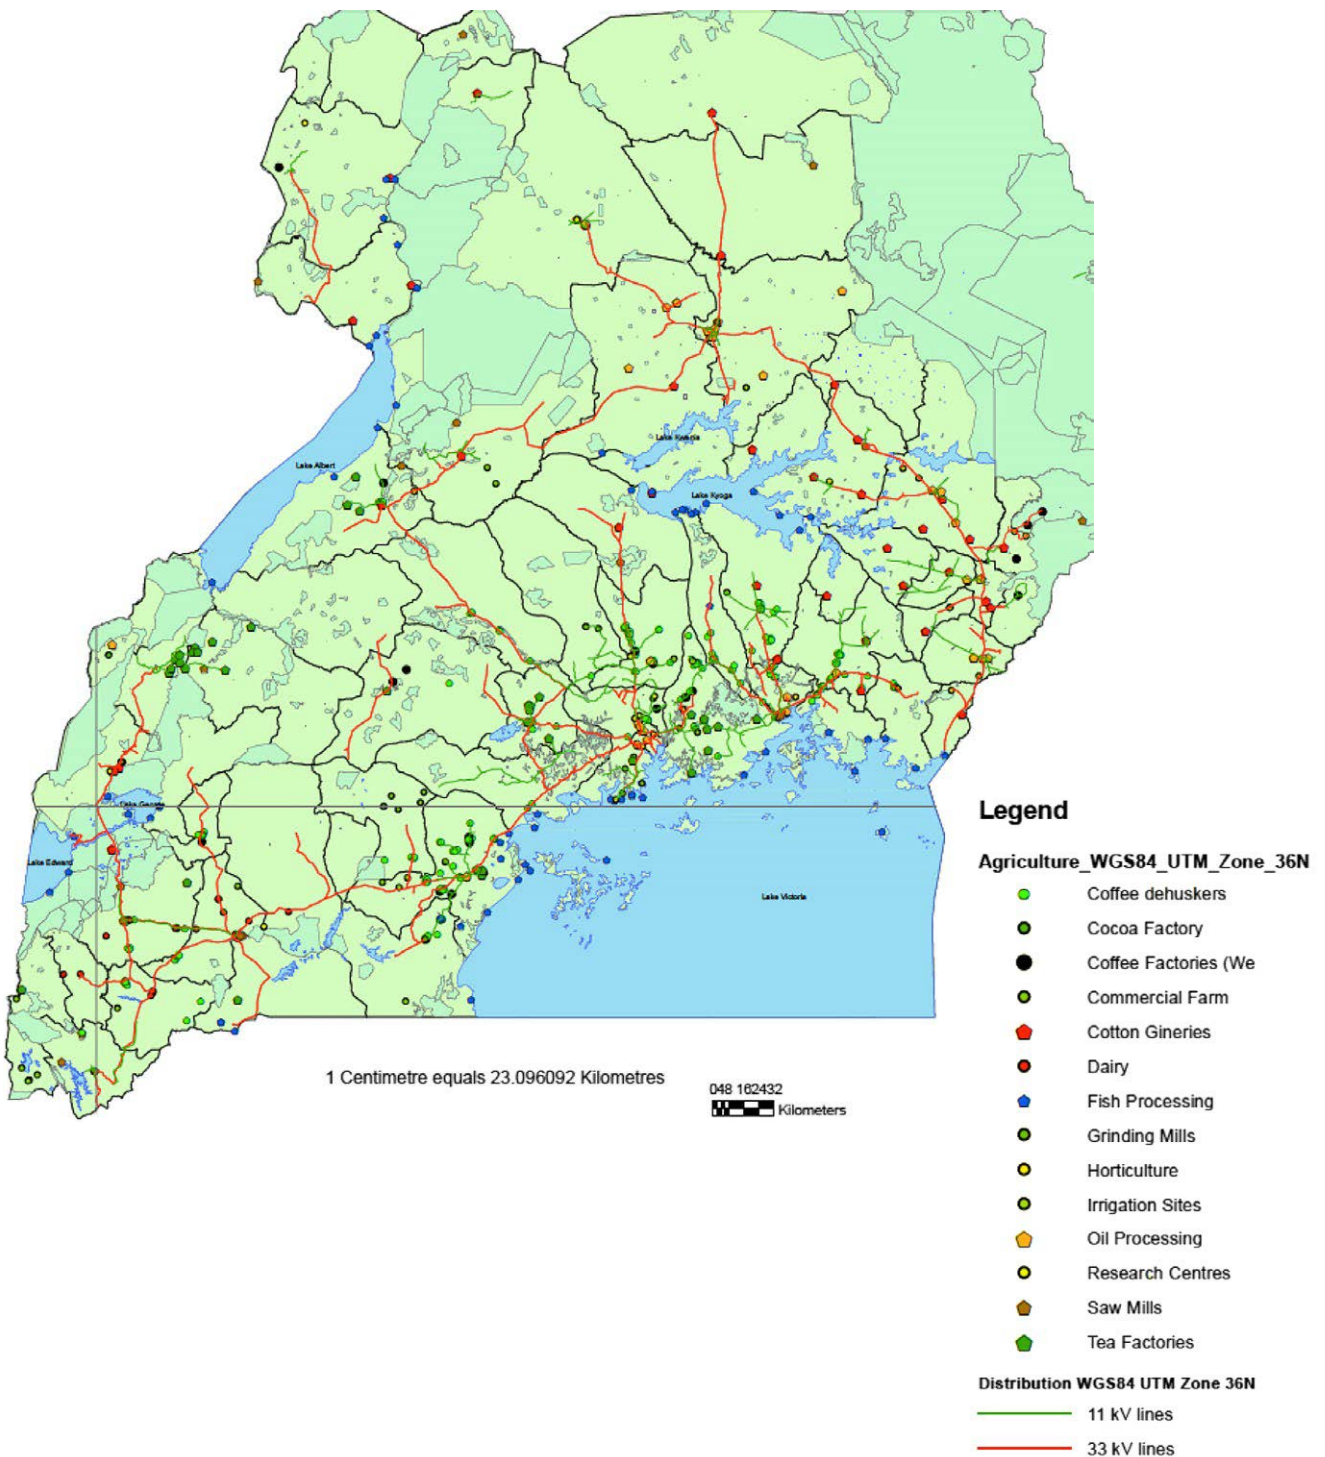 Lake Kwania
Lake Albert
Lake Kyoga
Lake George
Lake Edward
Lake Victoria
1 Centimetre equals 23.096092 Kilometres
048 162432
Kilometers
Legend
Agriculture_WGS84_UTM_Zone_36N
Coffee dehuskers
Cocoa Factory
Coffee Factories (We
Commercial Farm
Cotton Gineries
Dairy
Fish Processing
Grinding Mills
Horticulture
Irrigation Sites
Oil Processing
Research Centres
Saw Mills
Tea Factories
Distribution WGS84 UTM Zone 36N
11 kV lines
33 kV lines